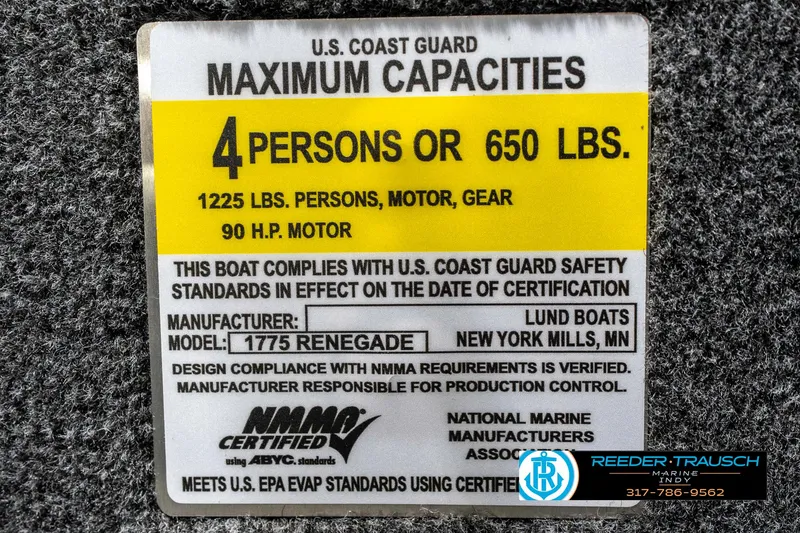 U.S. COAST GUARD
MAXIMUM CAPACITIES
4 PERSONS OR 650 LBS.
1225 LBS. PERSONS, MOTOR, GEAR
90 H.P. MOTOR
THIS BOAT COMPLIES WITH U.S. COAST GUARD SAFETY
STANDARDS IN EFFECT ON THE DATE OF CERTIFICATION
MANUFACTURER: LUND BOATS
MODEL: 1775 RENEGADE NEW YORK MILLS, MN
DESIGN COMPLIANCE WITH NMMA REQUIREMENTS IS VERIFIED.
MANUFACTURER RESPONSIBLE FOR PRODUCTION CONTROL.
NMMA®
CERTIFIED
using ABYC. standards
NATIONAL MARINE
MANUFACTURERS
MEETS U.S. EPA EVAP STANDARDS USING
REEDER·TRAUSCH
MARINE
INDY
317-786-9562